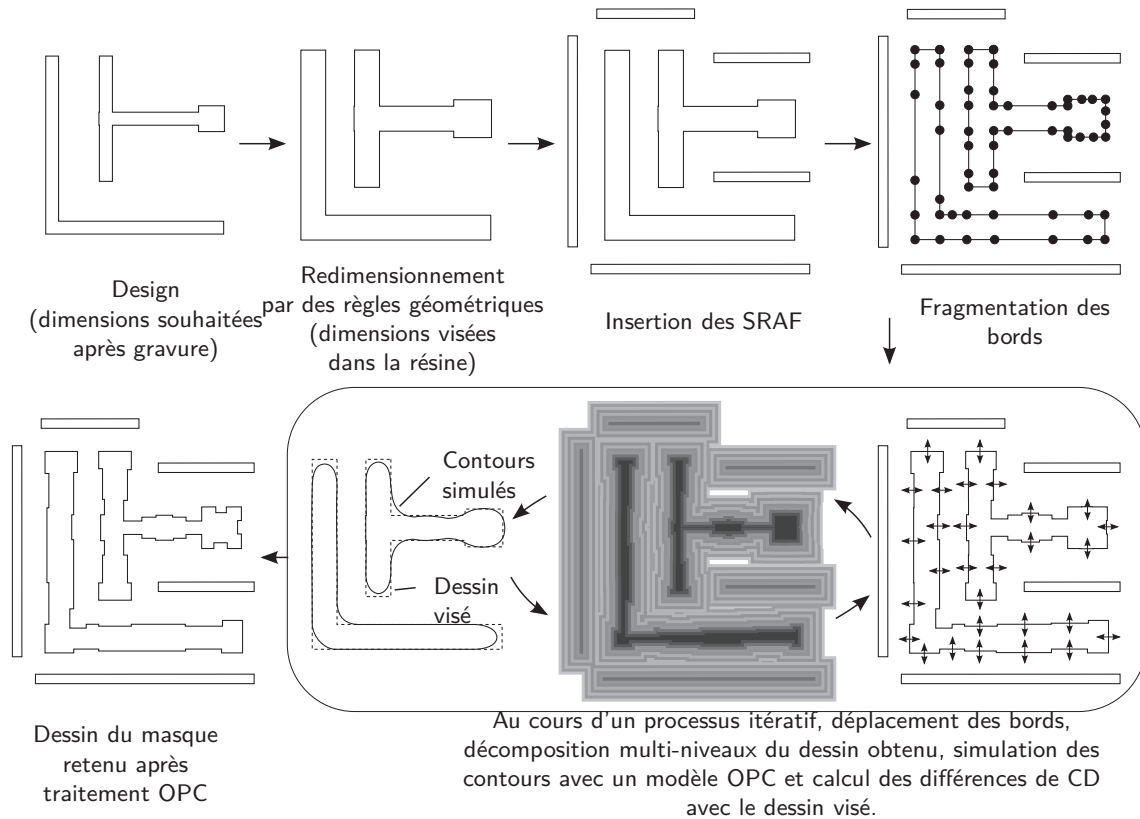 Design
(dimensions souhaitées
après gravure)
Redimensionnement
par des règles géométriques
(dimensions visées
dans la résine)
Insertion des SRAF
Fragmentation des
bords
Contours
simulés
Dessin
visé
Dessin du masque
retenu après
traitement OPC
Au cours d'un processus itératif, déplacement des bords,
décomposition multi-niveaux du dessin obtenu, simulation des
contours avec un modèle OPC et calcul des différences de CD
avec le dessin visé.